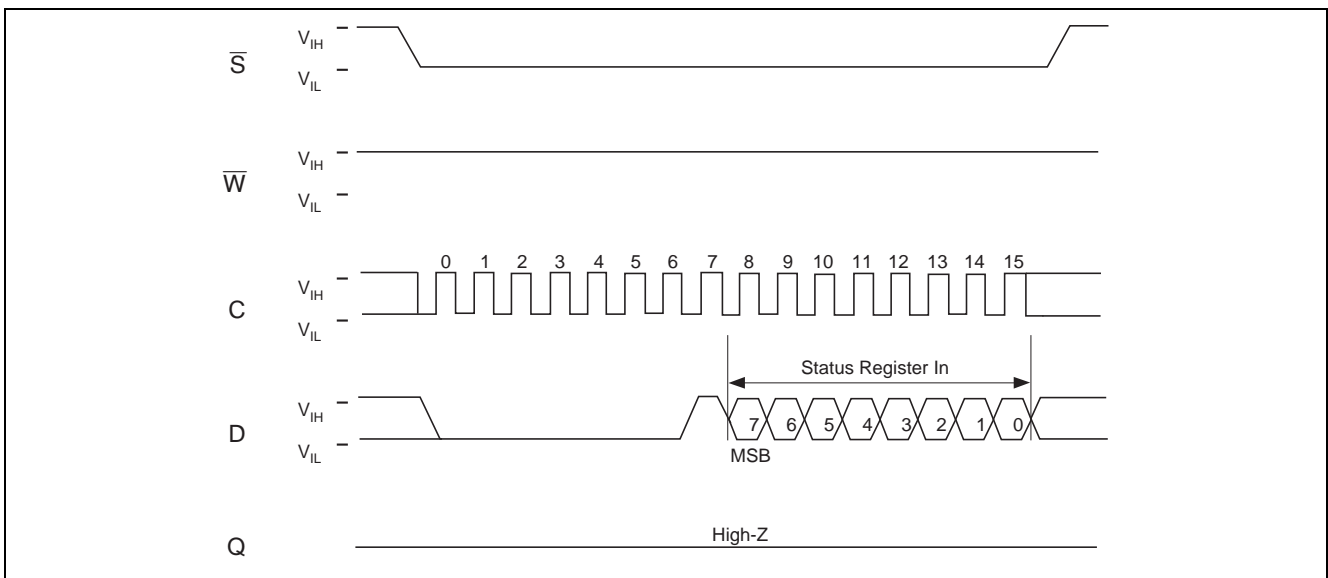 S̅
V_IH
V_IL
W̅
V_IH
V_IL
C
V_IH
V_IL
0 1 2 3 4 5 6 7 8 9 10 11 12 13 14 15
Status Register In
D
V_IH
V_IL
7 6 5 4 3 2 1 0
MSB
Q
High-Z